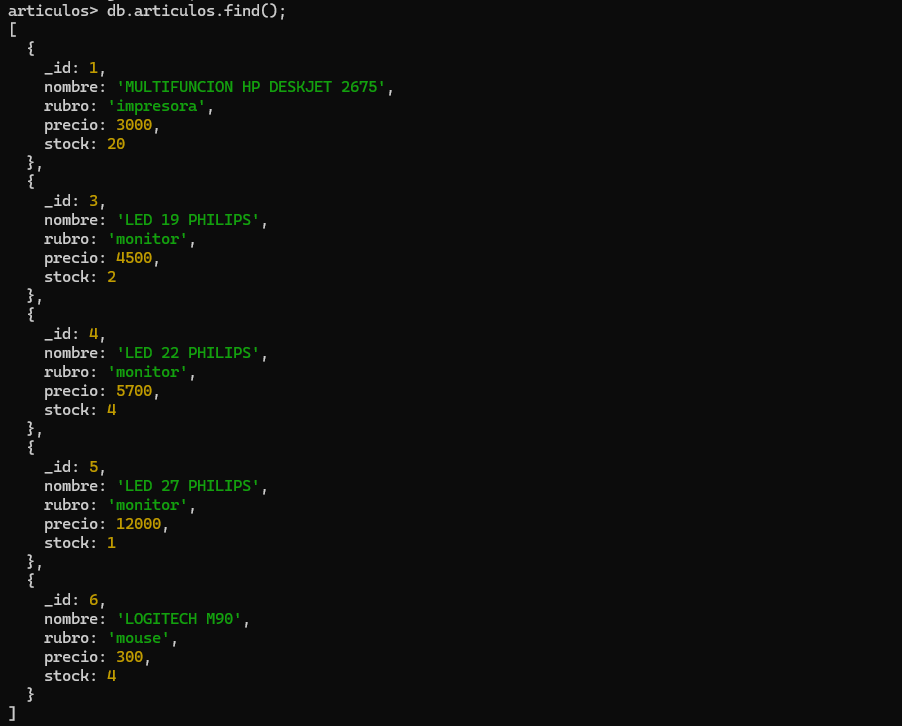 articulos> db.articulos.find();
[
  {
    _id: 1,
    nombre: 'MULTIFUNCION HP DESKJET 2675',
    rubro: 'impresora',
    precio: 3000,
    stock: 20
  },
  {
    _id: 3,
    nombre: 'LED 19 PHILIPS',
    rubro: 'monitor',
    precio: 4500,
    stock: 2
  },
  {
    _id: 4,
    nombre: 'LED 22 PHILIPS',
    rubro: 'monitor',
    precio: 5700,
    stock: 4
  },
  {
    _id: 5,
    nombre: 'LED 27 PHILIPS',
    rubro: 'monitor',
    precio: 12000,
    stock: 1
  },
  {
    _id: 6,
    nombre: 'LOGITECH M90',
    rubro: 'mouse',
    precio: 300,
    stock: 4
  }
]